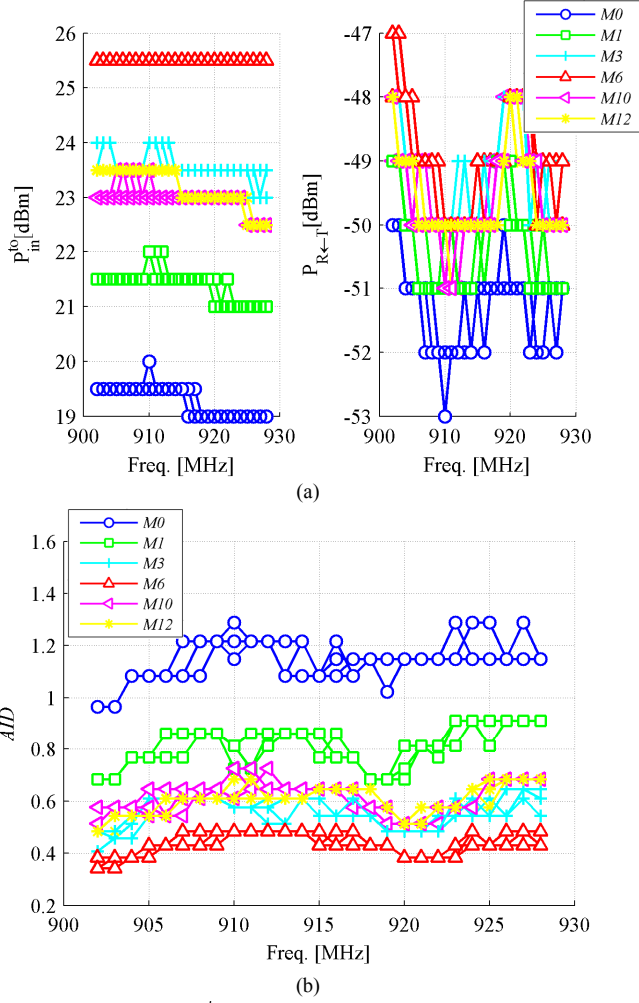 M0
M1
M3
M6
M10
M12
26
25
24
23
22
21
20
19
P_in^to [dBm]
900 910 920 930
Freq. [MHz]
-47
-48
-49
-50
-51
-52
-53
P_R←T [dBm]
900 910 920 930
Freq. [MHz]
(a)
M0
M1
M3
M6
M10
M12
1.6
1.4
1.2
1
0.8
0.6
0.4
0.2
AID
900 905 910 915 920 925 930
Freq. [MHz]
(b)